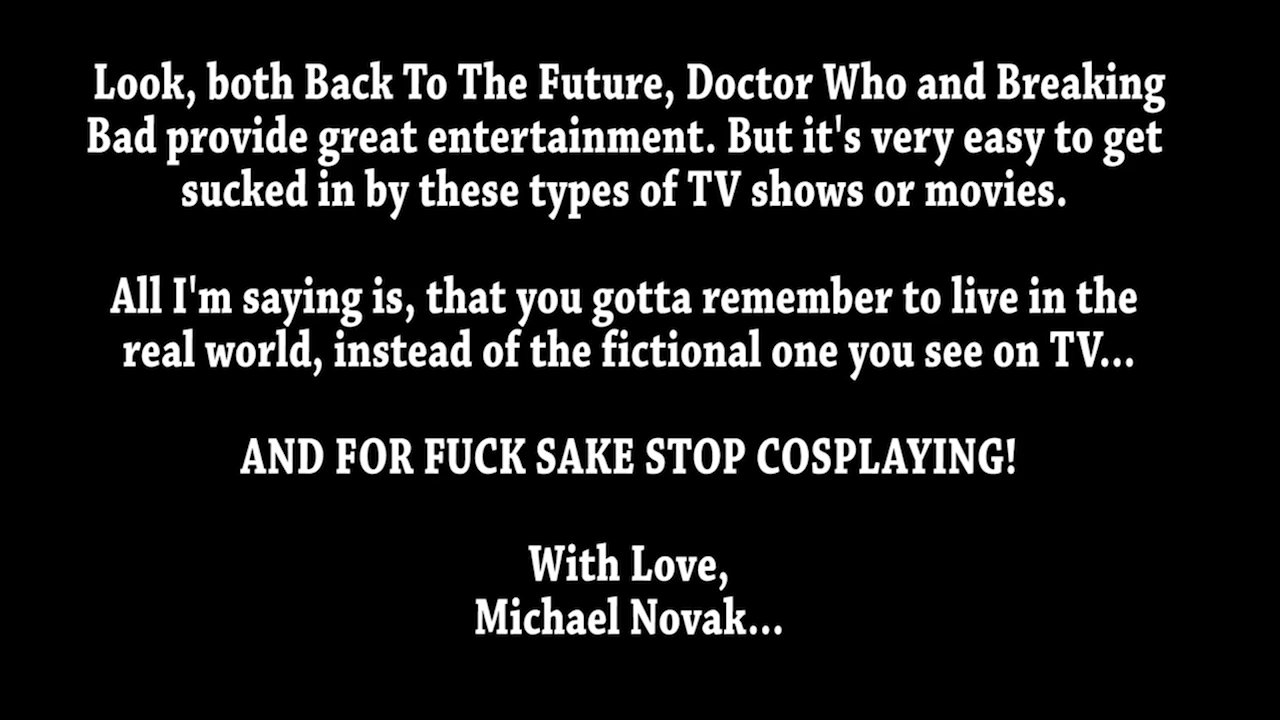 Look, both Back To The Future, Doctor Who and Breaking
Bad provide great entertainment. But it's very easy to get
sucked in by these types of TV shows or movies.
All I'm saying is, that you gotta remember to live in the
real world, instead of the fictional one you see on TV...
AND FOR FUCK SAKE STOP COSPLAYING!
With Love,
Michael Novak...